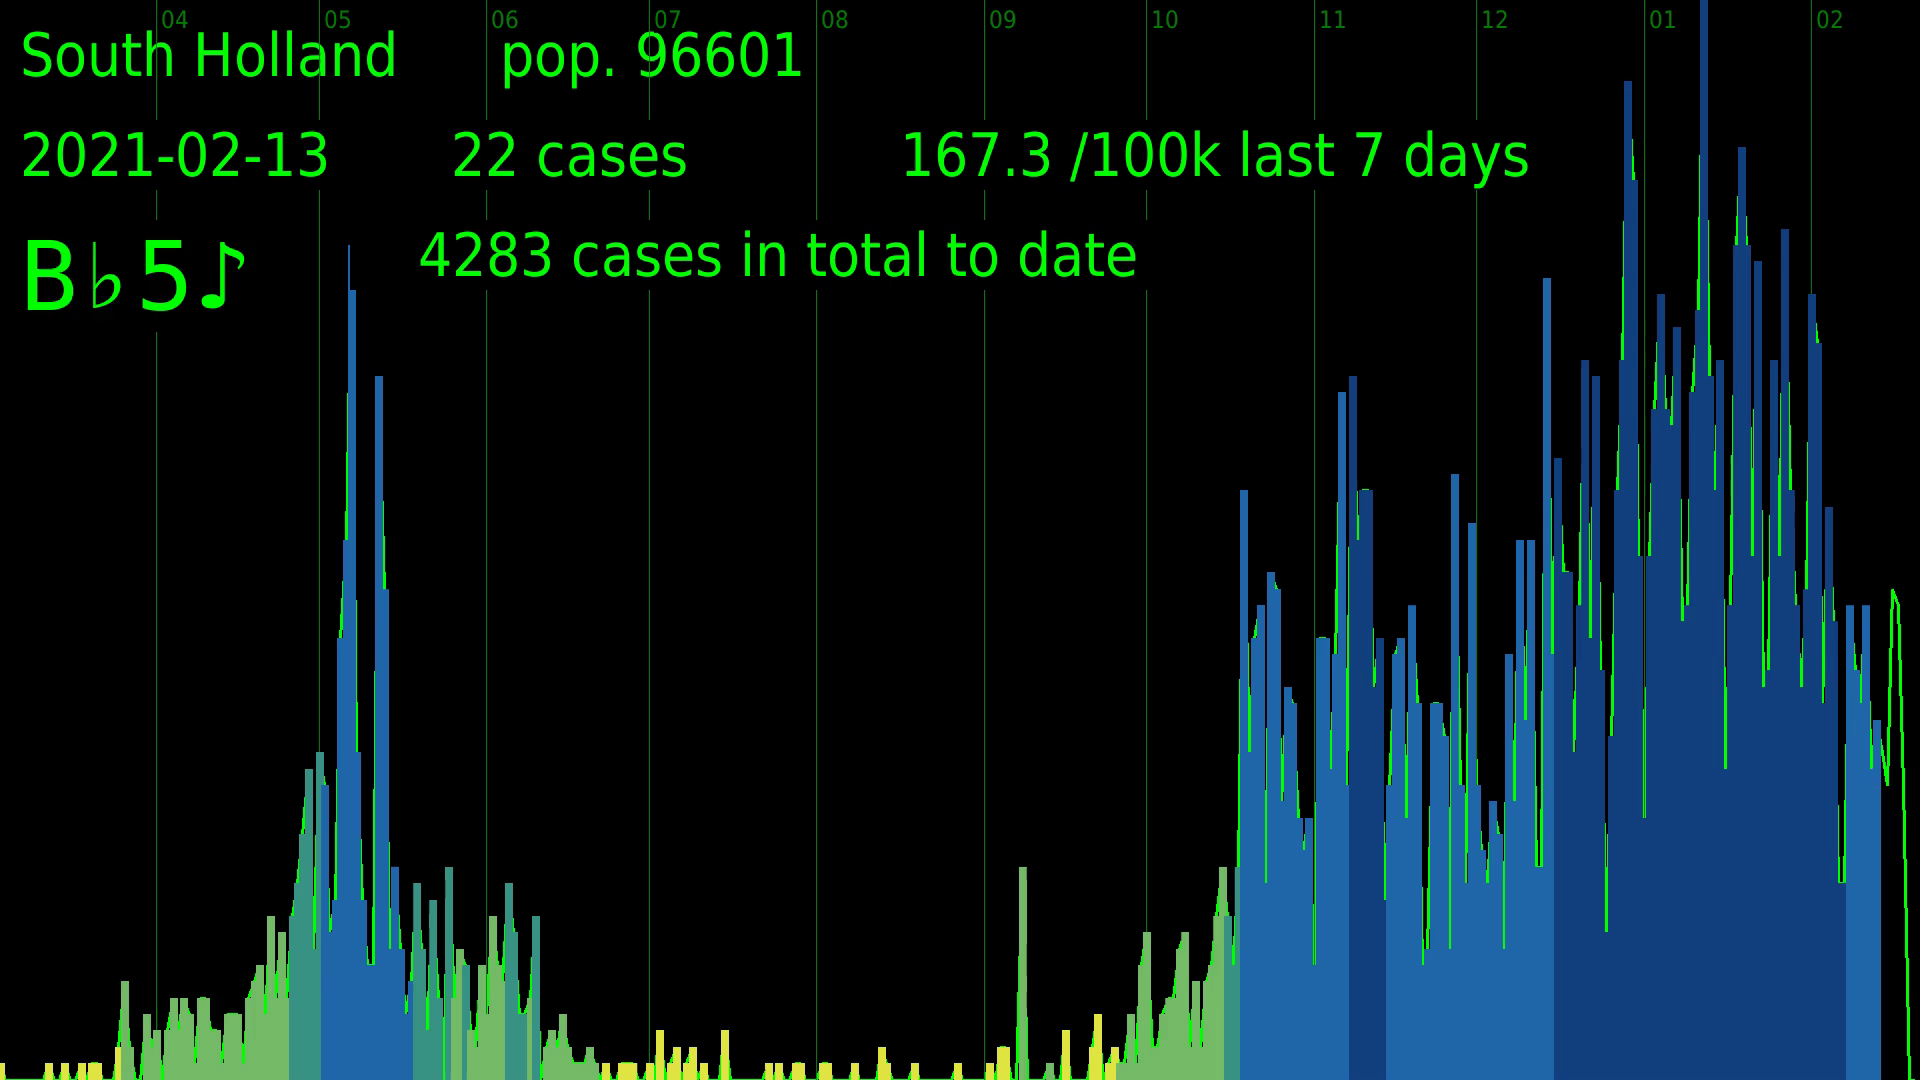 04 05 06 07 08 09 10 11 12 01 02
South Holland pop. 96601
2021-02-13 22 cases 167.3 /100k last 7 days
B♭5♪ 4283 cases in total to date